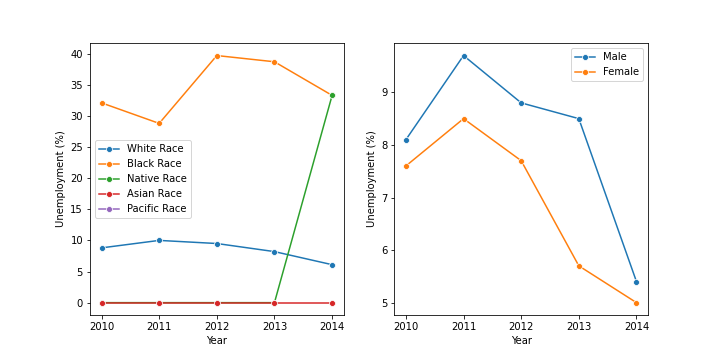 40
35
30
25
20
15
10
5
0
Unemployment (%)
White Race
Black Race
Native Race
Asian Race
Pacific Race
2010 2011 2012 2013 2014
Year
9
8
7
6
5
Unemployment (%)
Male
Female
2010 2011 2012 2013 2014
Year